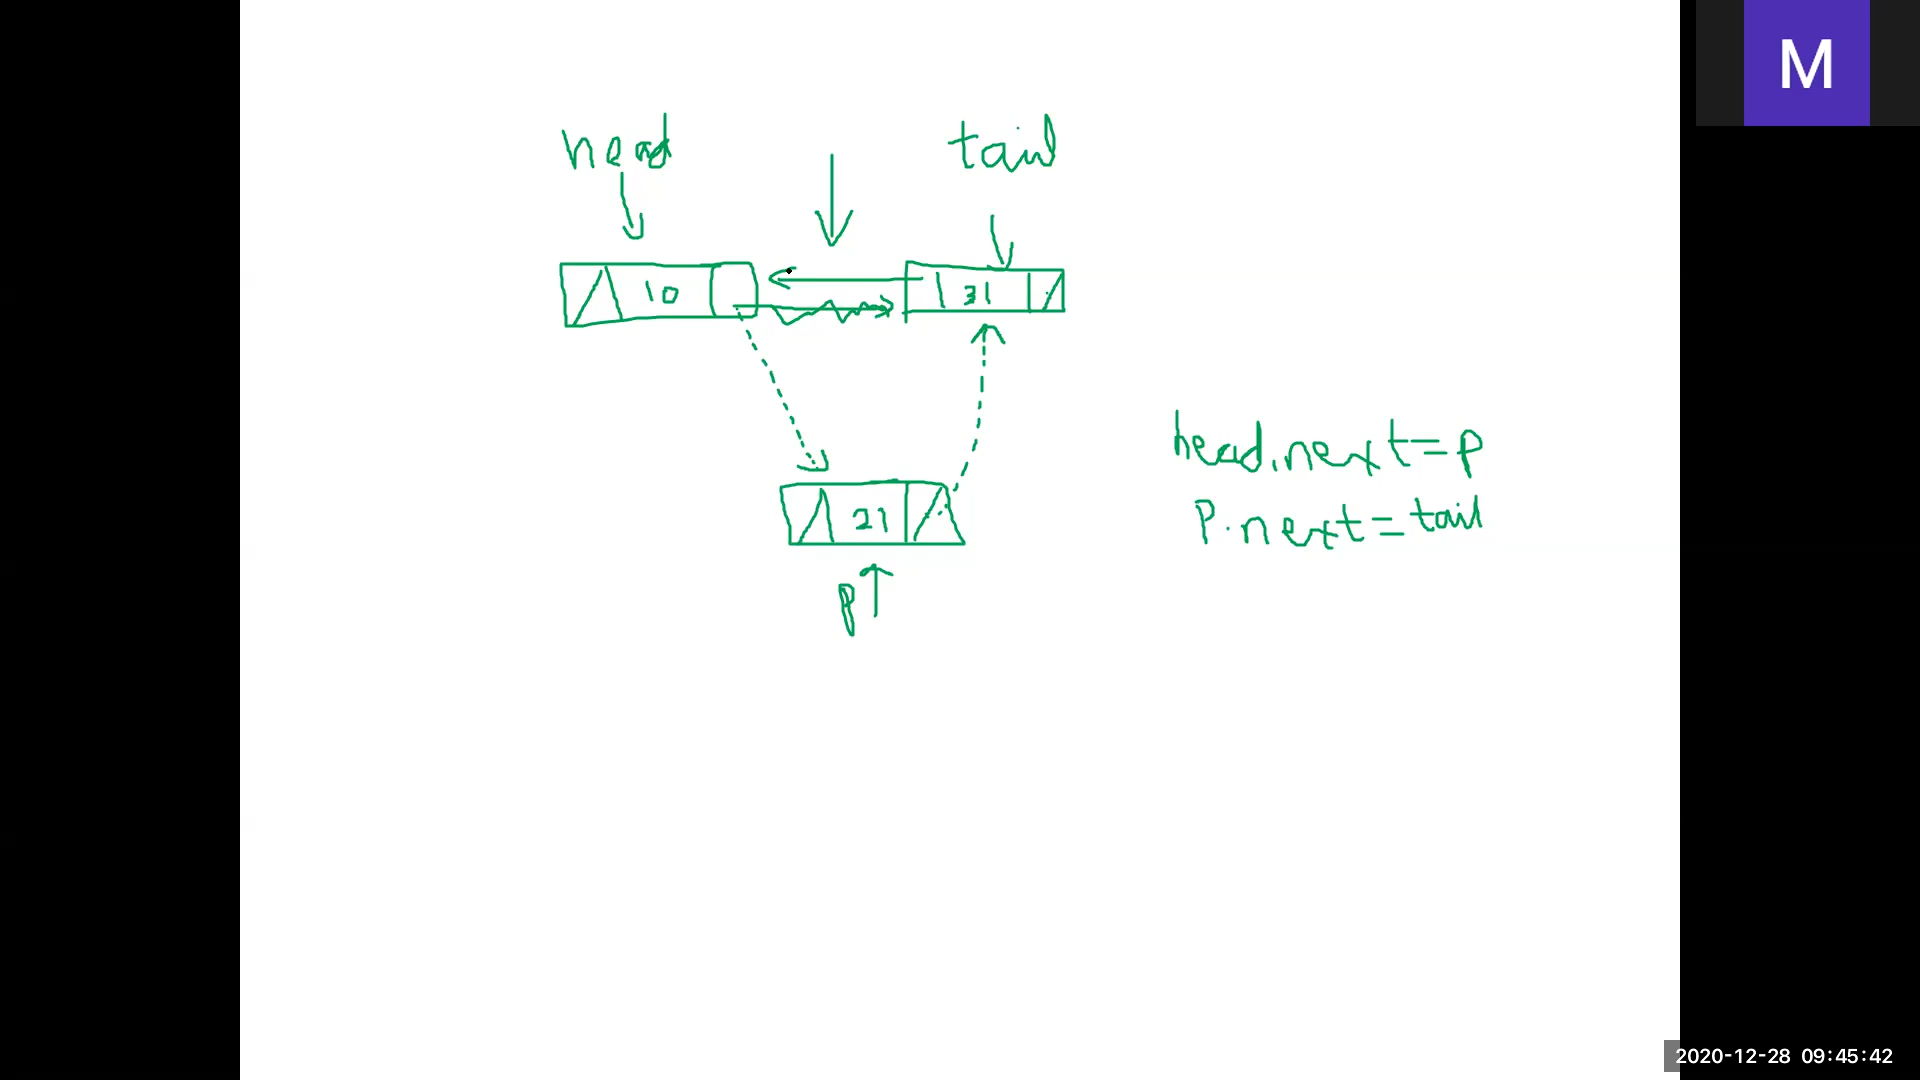 M
head
tail
10
31
head.next=p
21
P.next=tail
p
2020-12-28 09:45:42